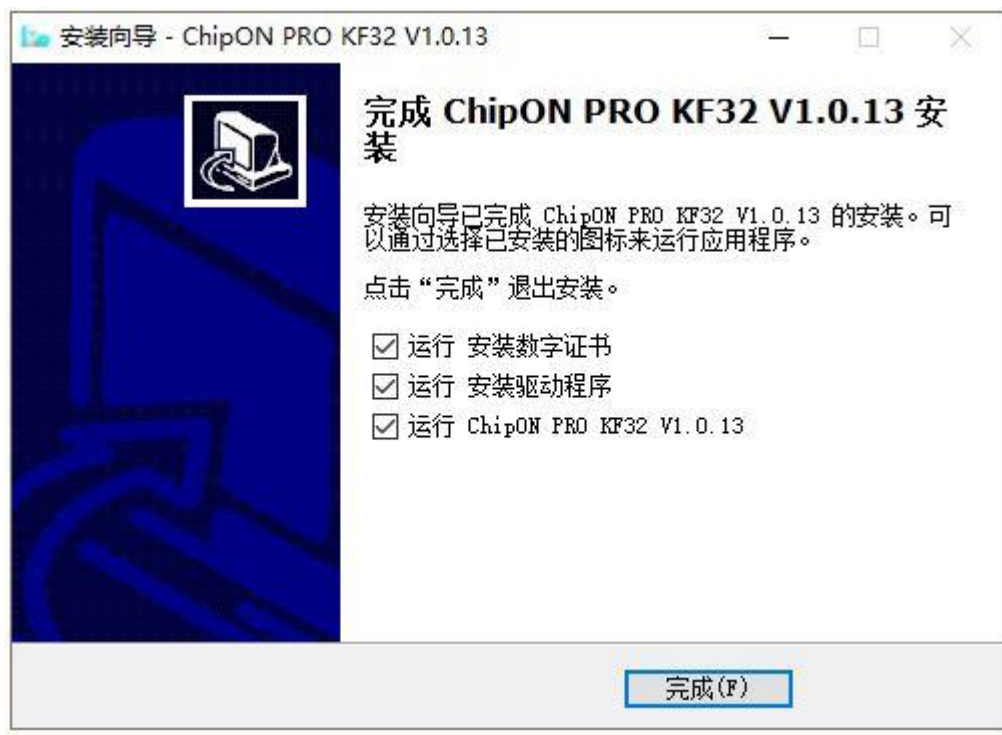 安装向导 - ChipON PRO KF32 V1.0.13
完成 ChipON PRO KF32 V1.0.13 安
装
安装向导已完成 ChipON PRO KF32 V1.0.13 的安装。可
以通过选择已安装的图标来运行应用程序。
点击“完成”退出安装。
运行 安装数字证书
运行 安装驱动程序
运行 ChipON PRO KF32 V1.0.13
完成(F)